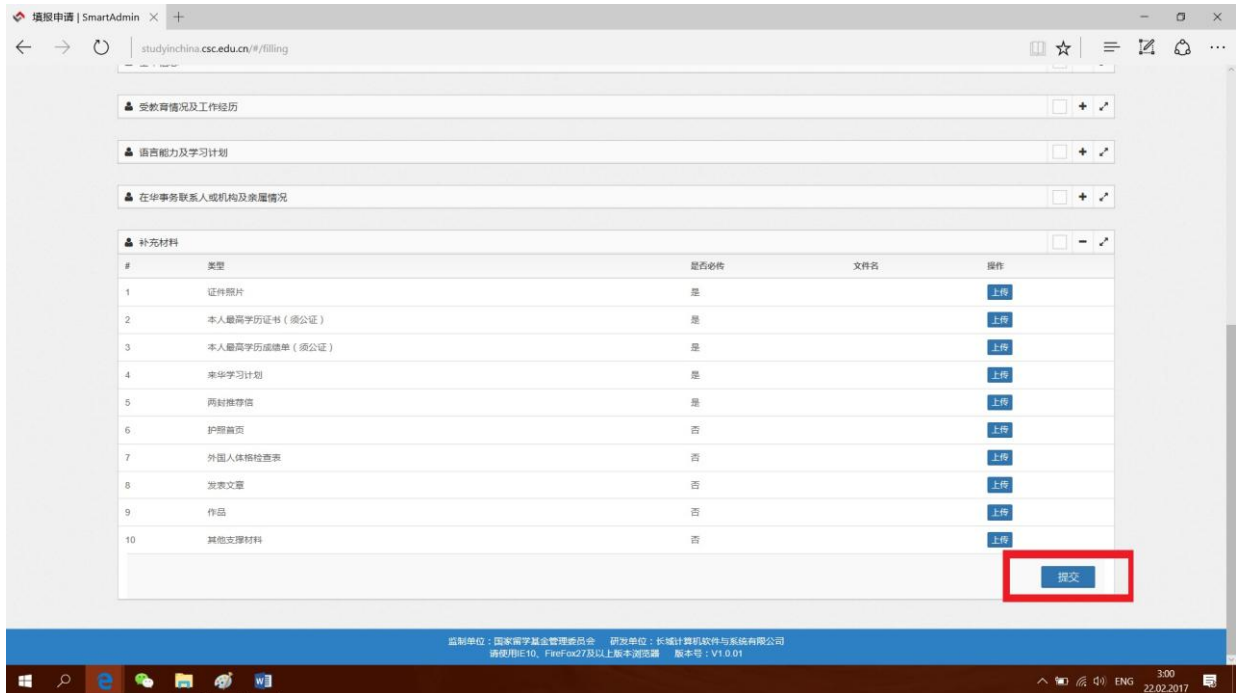 填报申请 | SmartAdmin
studyinchina.csc.edu.cn/#/filling
受教育情况及工作经历
语言能力及学习计划
在华事务联系人或机构及亲属情况
补充材料
# 类型 是否必传 文件名 操作
1 证件照片 是 上传
2 本人最高学历证书（须公证） 是 上传
3 本人最高学历成绩单（须公证） 是 上传
4 来华学习计划 是 上传
5 两封推荐信 是 上传
6 护照首页 否 上传
7 外国人体格检查表 否 上传
8 发表文章 否 上传
9 作品 否 上传
10 其他支撑材料 否 上传
提交
监制单位：国家留学基金管理委员会 研发单位：长城计算机软件与系统有限公司
请使用IE10、FireFox27及以上版本浏览器 版本号：V1.0.01
ENG
3:00
22.02.2017